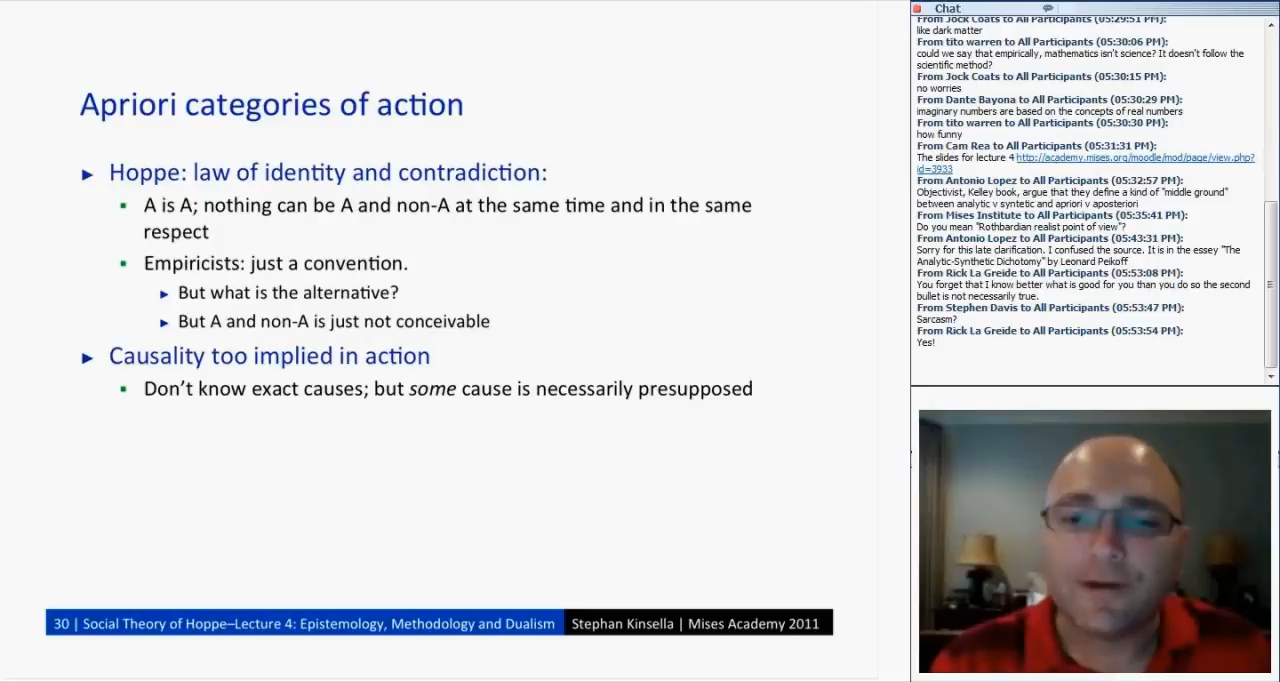 Apriori categories of action
► Hoppe: law of identity and contradiction:
▪ A is A; nothing can be A and non-A at the same time and in the same
respect
▪ Empiricists: just a convention.
► But what is the alternative?
► But A and non-A is just not conceivable
► Causality too implied in action
▪ Don't know exact causes; but some cause is necessarily presupposed
30 | Social Theory of Hoppe–Lecture 4: Epistemology, Methodology and Dualism Stephan Kinsella | Mises Academy 2011
Chat
From Jock Coats to All Participants (05:29:51 PM):
like dark matter
From tito warren to All Participants (05:30:06 PM):
could we say that empirically, mathematics isn't science? It doesn't follow the
scientific method?
From Jock Coats to All Participants (05:30:15 PM):
no worries
From Dante Bayona to All Participants (05:30:29 PM):
imaginary numbers are based on the concepts of real numbers
From tito warren to All Participants (05:30:30 PM):
how funny
From Cam Rea to All Participants (05:31:31 PM):
The slides for lecture 4 http://academy.mises.org/moodle/mod/page/view.php?
id=3933
From Antonio Lopez to All Participants (05:32:57 PM):
Objectivist, Kelley book, argue that they define a kind of "middle ground"
between analytic v syntetic and apriori v aposteriori
From Mises Institute to All Participants (05:35:41 PM):
Do you mean "Rothbardian realist point of view"?
From Antonio Lopez to All Participants (05:43:31 PM):
Sorry for this late darification. I confused the source. It is in the essey "The
Analytic-Synthetic Dichotomy" by Leonard Peikoff
From Rick La Greide to All Participants (05:53:08 PM):
You forget that I know better what is good for you than you do so the second
bullet is not necessarily true.
From Stephen Davis to All Participants (05:53:47 PM):
Sarcasm?
From Rick La Greide to All Participants (05:53:54 PM):
Yes!